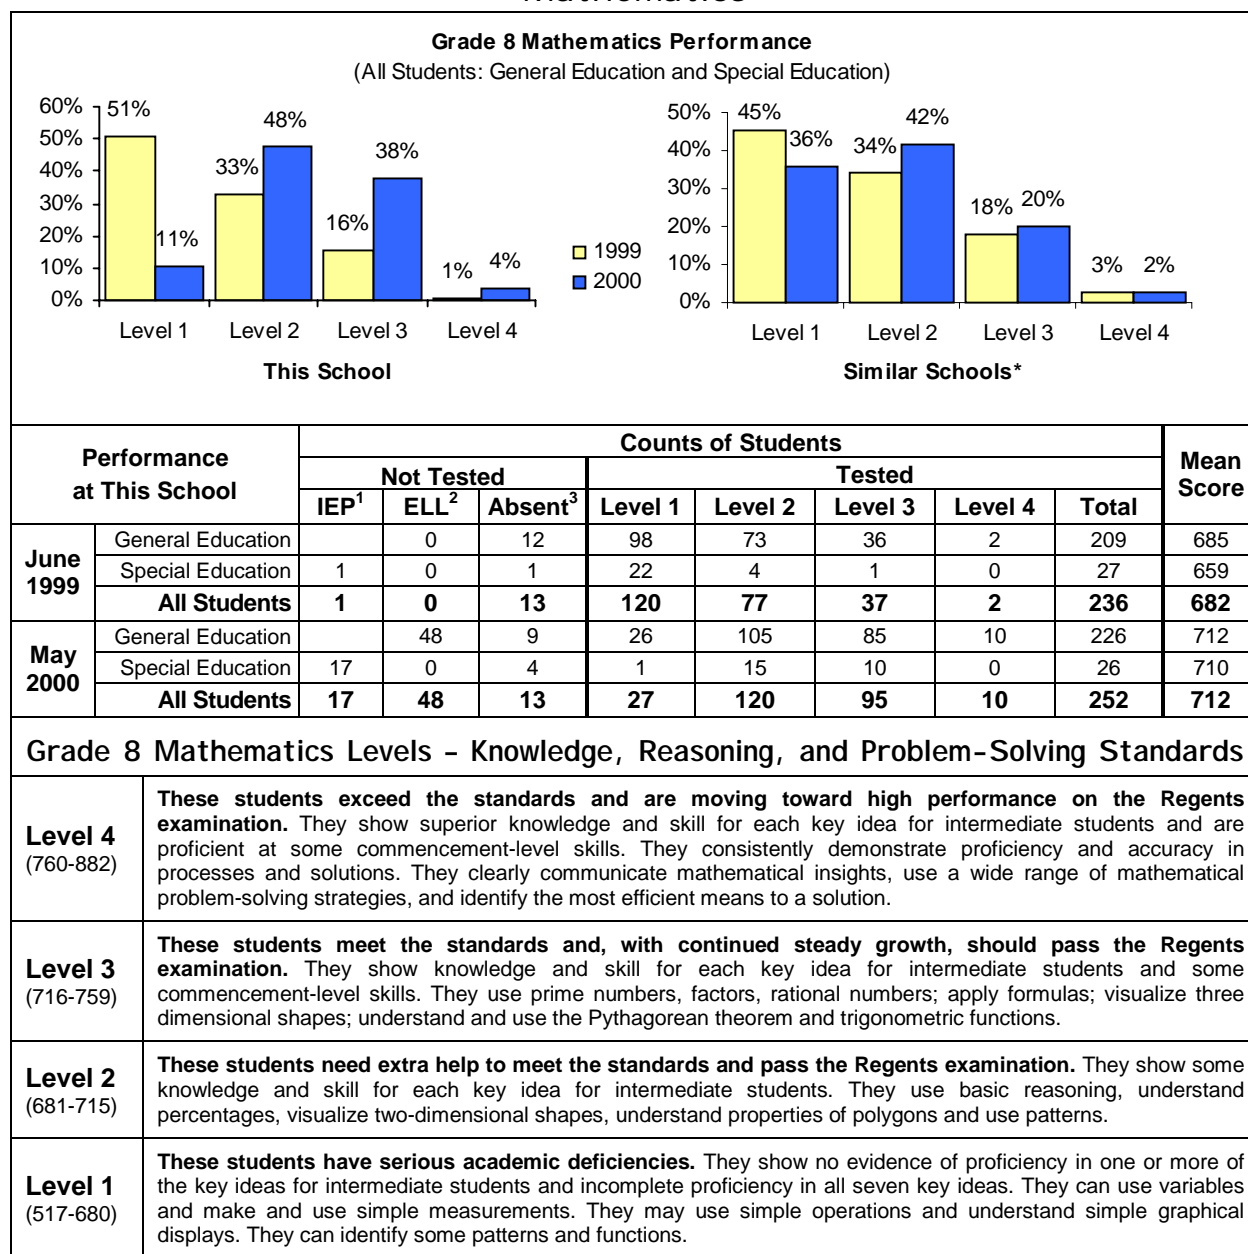 Mathematics
Grade 8 Mathematics Performance
(All Students: General Education and Special Education)
60%
50%
40%
30%
20%
10%
0%
51%
11%
33%
48%
16%
38%
1%
4%
Level 1 Level 2 Level 3 Level 4
This School
1999
2000
50%
40%
30%
20%
10%
0%
45%
36%
34%
42%
18%
20%
3%
2%
Level 1 Level 2 Level 3 Level 4
Similar Schools*
Performance at This School
Counts of Students
Mean Score
Not Tested Tested
IEP1 ELL2 Absent3 Level 1 Level 2 Level 3 Level 4 Total
June 1999
General Education 0 12 98 73 36 2 209 685
Special Education 1 0 1 22 4 1 0 27 659
All Students 1 0 13 120 77 37 2 236 682
May 2000
General Education 48 9 26 105 85 10 226 712
Special Education 17 0 4 1 15 10 0 26 710
All Students 17 48 13 27 120 95 10 252 712
Grade 8 Mathematics Levels – Knowledge, Reasoning, and Problem-Solving Standards
Level 4
(760-882)
These students exceed the standards and are moving toward high performance on the Regents
examination. They show superior knowledge and skill for each key idea for intermediate students and are
proficient at some commencement-level skills. They consistently demonstrate proficiency and accuracy in
processes and solutions. They clearly communicate mathematical insights, use a wide range of mathematical
problem-solving strategies, and identify the most efficient means to a solution.
Level 3
(716-759)
These students meet the standards and, with continued steady growth, should pass the Regents
examination. They show knowledge and skill for each key idea for intermediate students and some
commencement-level skills. They use prime numbers, factors, rational numbers; apply formulas; visualize three
dimensional shapes; understand and use the Pythagorean theorem and trigonometric functions.
Level 2
(681-715)
These students need extra help to meet the standards and pass the Regents examination. They show some
knowledge and skill for each key idea for intermediate students. They use basic reasoning, understand
percentages, visualize two-dimensional shapes, understand properties of polygons and use patterns.
Level 1
(517-680)
These students have serious academic deficiencies. They show no evidence of proficiency in one or more of
the key ideas for intermediate students and incomplete proficiency in all seven key ideas. They can use variables
and make and use simple measurements. They may use simple operations and understand simple graphical
displays. They can identify some patterns and functions.